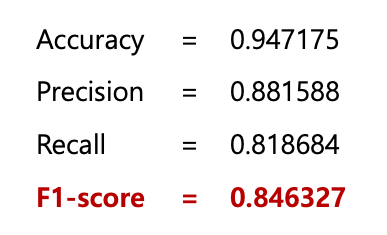 Accuracy = 0.947175
Precision = 0.881588
Recall = 0.818684
F1-score = 0.846327